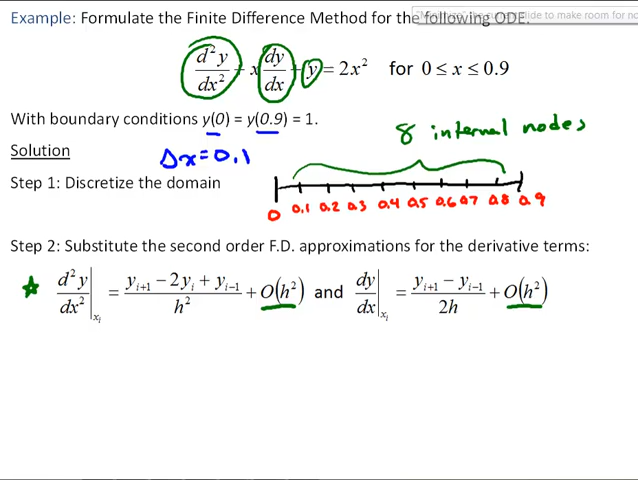 Example: Formulate the Finite Difference Method for the following ODE.
d²y/dx² + x dy/dx + y = 2x² for 0 ≤ x ≤ 0.9
With boundary conditions y(0) = y(0.9) = 1.
8 internal nodes
Solution
Δx=0.1
Step 1: Discretize the domain
0 0.1 0.2 0.3 0.4 0.5 0.6 0.7 0.8 0.9
Step 2: Substitute the second order F.D. approximations for the derivative terms:
d²y/dx²|xᵢ = (yᵢ₊₁ − 2yᵢ + yᵢ₋₁)/h² + O(h²) and dy/dx|xᵢ = (yᵢ₊₁ − yᵢ₋₁)/2h + O(h²)